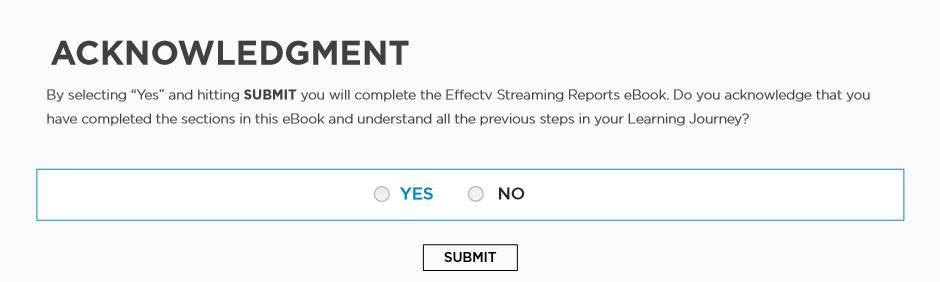 ACKNOWLEDGMENT
By selecting “Yes” and hitting SUBMIT you will complete the Effectv Streaming Reports eBook. Do you acknowledge that you
have completed the sections in this eBook and understand all the previous steps in your Learning Journey?
YES NO
SUBMIT